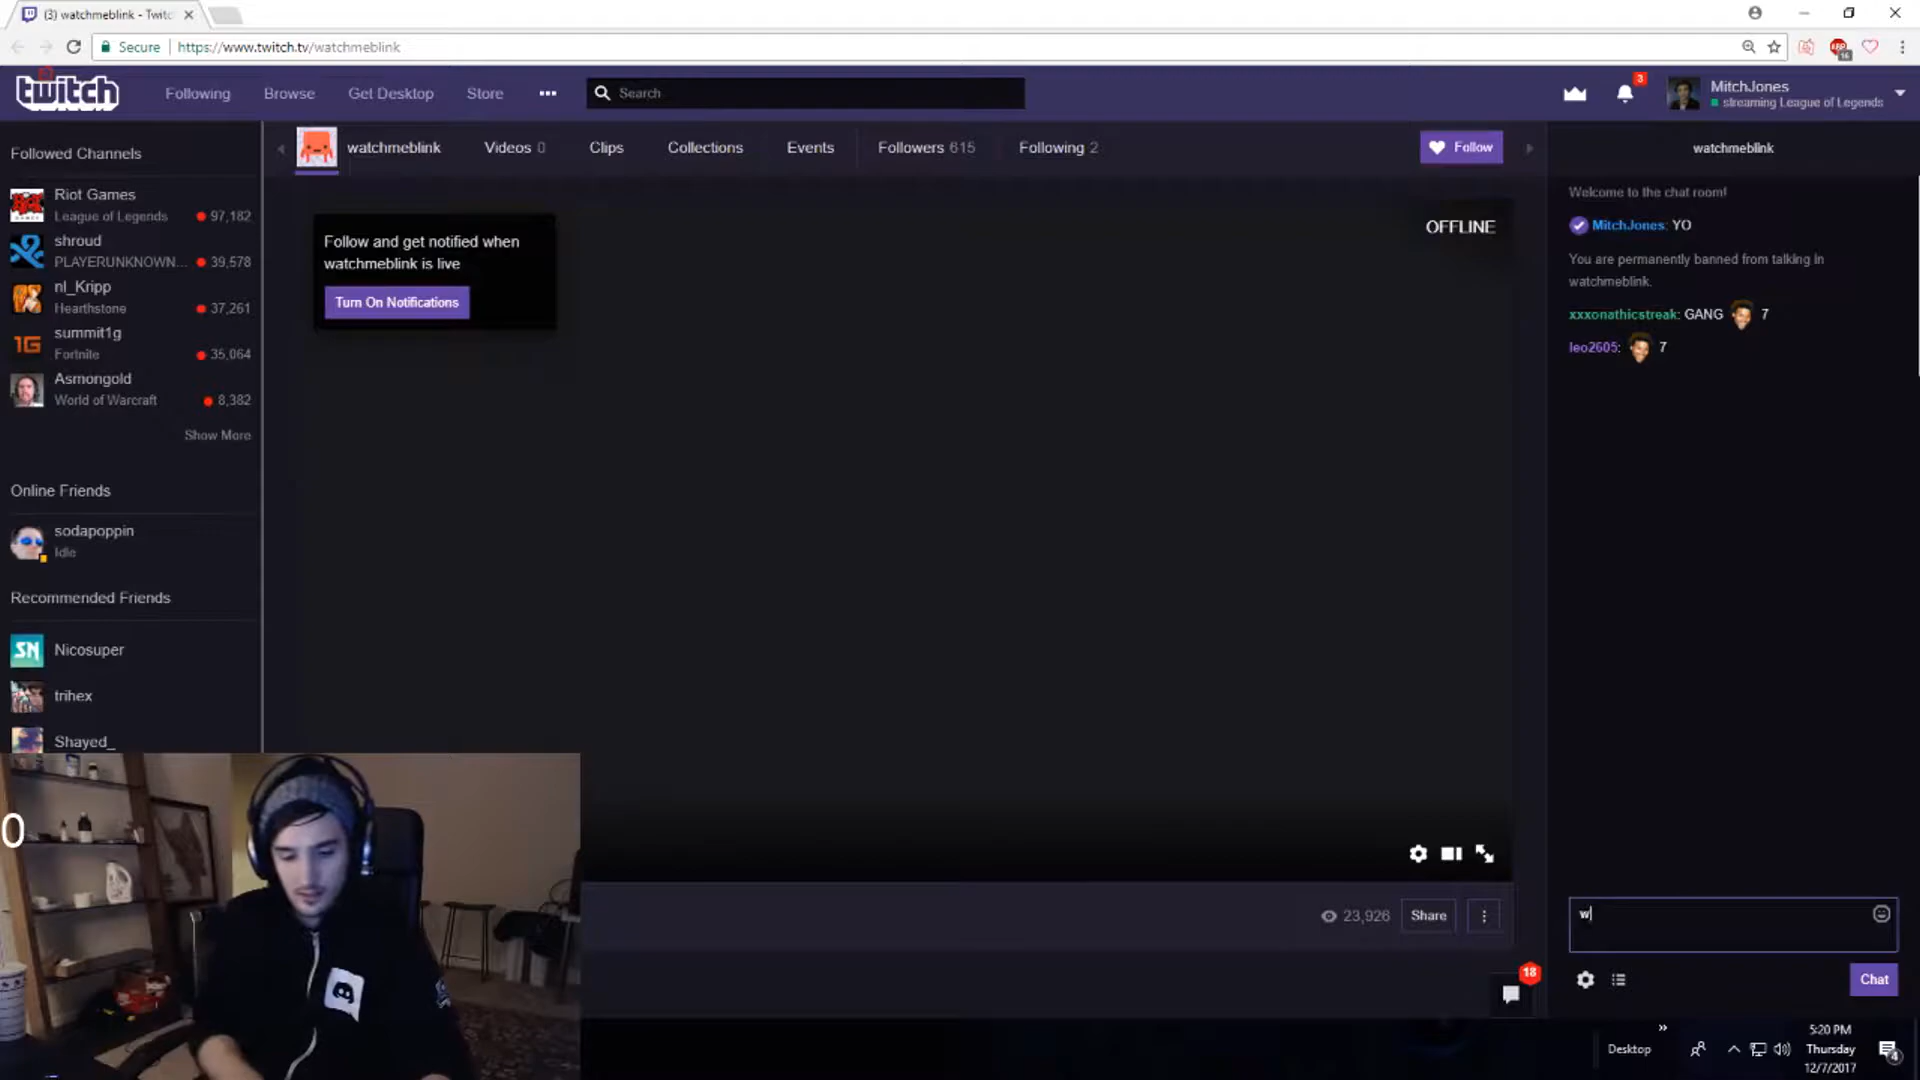 (3) watchmeblink - Twitc
Secure
https://www.twitch.tv/watchmeblink
twitch
Following
Browse
Get Desktop
Store
Search
3
MitchJones
streaming League of Legends
Followed Channels
Riot Games
League of Legends
97,182
shroud
PLAYERUNKNOWN...
39,578
nl_Kripp
Hearthstone
37,261
summit1g
Fortnite
35,064
Asmongold
World of Warcraft
8,382
Show More
Online Friends
sodapoppin
Idle
Recommended Friends
SN
Nicosuper
trihex
Shayed_
0
watchmeblink
Videos 0
Clips
Collections
Events
Followers 615
Following 2
Follow
Follow and get notified when
watchmeblink is live
Turn On Notifications
OFFLINE
23,926
Share
18
watchmeblink
Welcome to the chat room!
MitchJones: YO
You are permanently banned from talking in
watchmeblink.
xxxonathicstreak: GANG 7
leo2605: 7
w
Chat
Desktop
5:20 PM
Thursday
12/7/2017
4